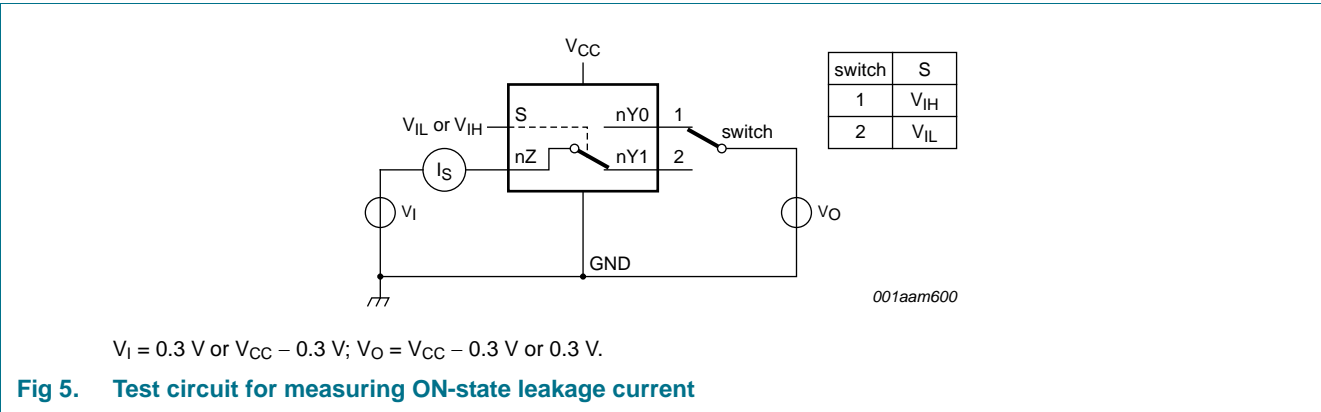 VCC
switch S
1 VIH
2 VIL
S nY0 1
VIL or VIH
switch
nZ nY1 2
IS
VI
VO
GND
001aam600
VI = 0.3 V or VCC − 0.3 V; VO = VCC − 0.3 V or 0.3 V.
Fig 5. Test circuit for measuring ON-state leakage current